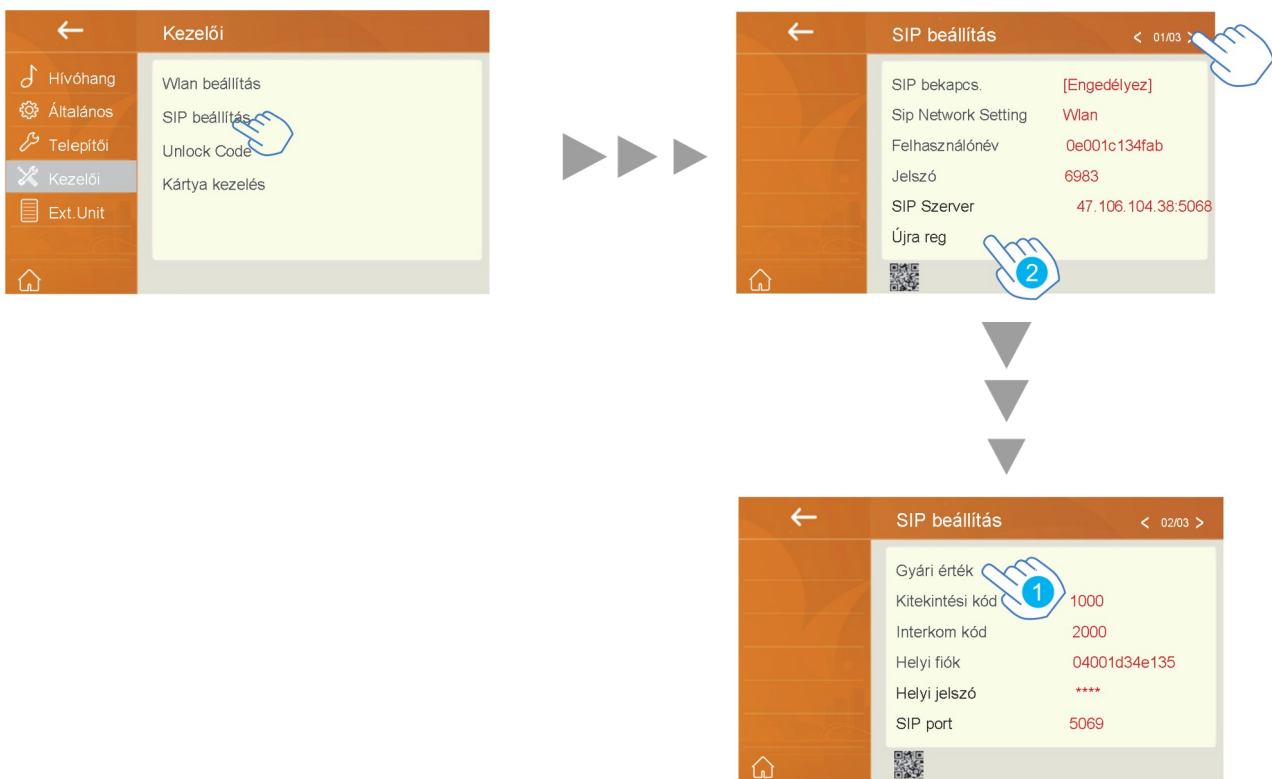 Kezelői
Hívóhang
Általános
Telepítői
Kezelői
Ext.Unit
Wlan beállítás
SIP beállítás
Unlock Code
Kártya kezelés
SIP beállítás < 01/03 >
SIP bekapcs. [Engedélyez]
Sip Network Setting Wlan
Felhasználónév 0e001c134fab
Jelszó 6983
SIP Szerver 47.106.104.38:5068
Újra reg
2
SIP beállítás < 02/03 >
Gyári érték
1
Kitekintési kód 1000
Interkom kód 2000
Helyi fiók 04001d34e135
Helyi jelszó ****
SIP port 5069